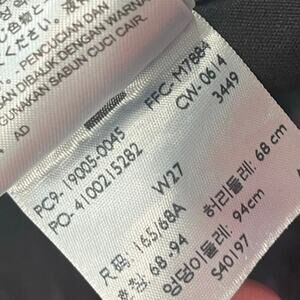 PENCUCIAN DAN
DIBALIK DENGAN WARNA
GUNAKAN SABUN CUCI CAIR.
AD
PC9-19005-0045 FFC-M7884
PO-4100215282 CW-0614
W27 3449
尺码: 165/68A 허리둘레: 68 cm
호칭: 68-94 엉덩이둘레: 94cm
S40197